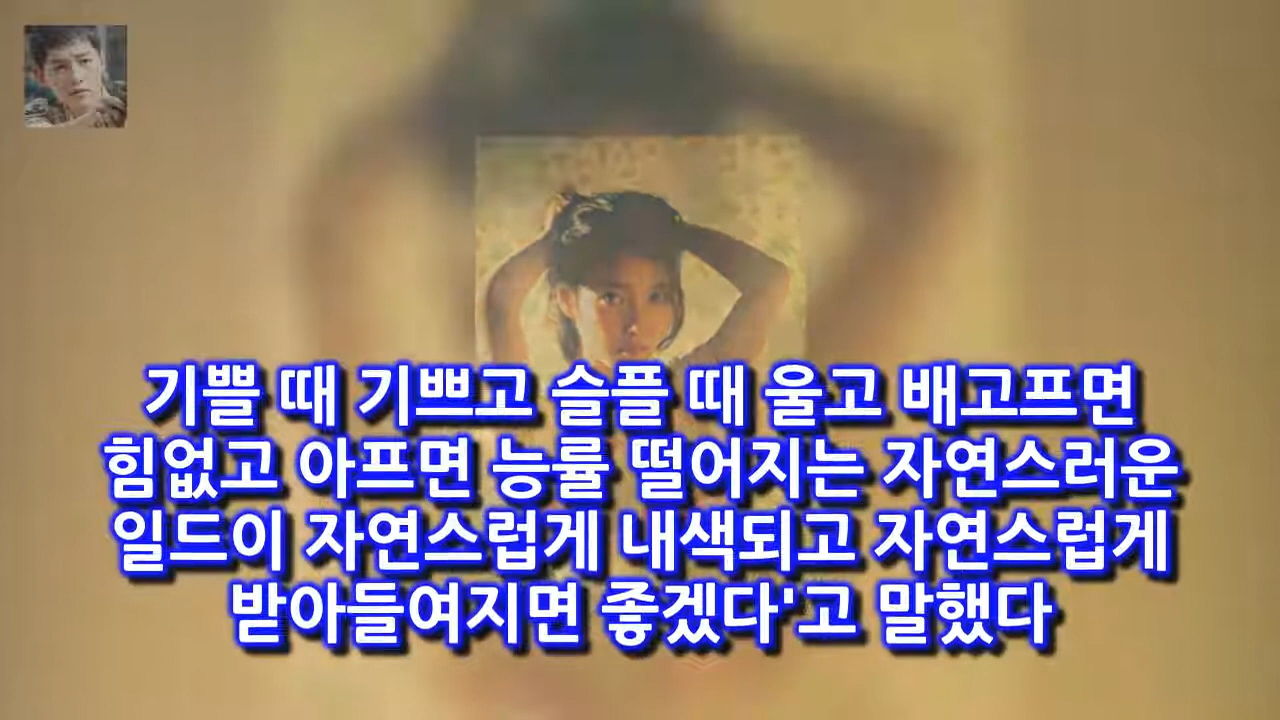 기쁠 때 기쁘고 슬플 때 울고 배고프면
힘없고 아프면 능률 떨어지는 자연스러운
일드이 자연스럽게 내색되고 자연스럽게
받아들여지면 좋겠다'고 말했다